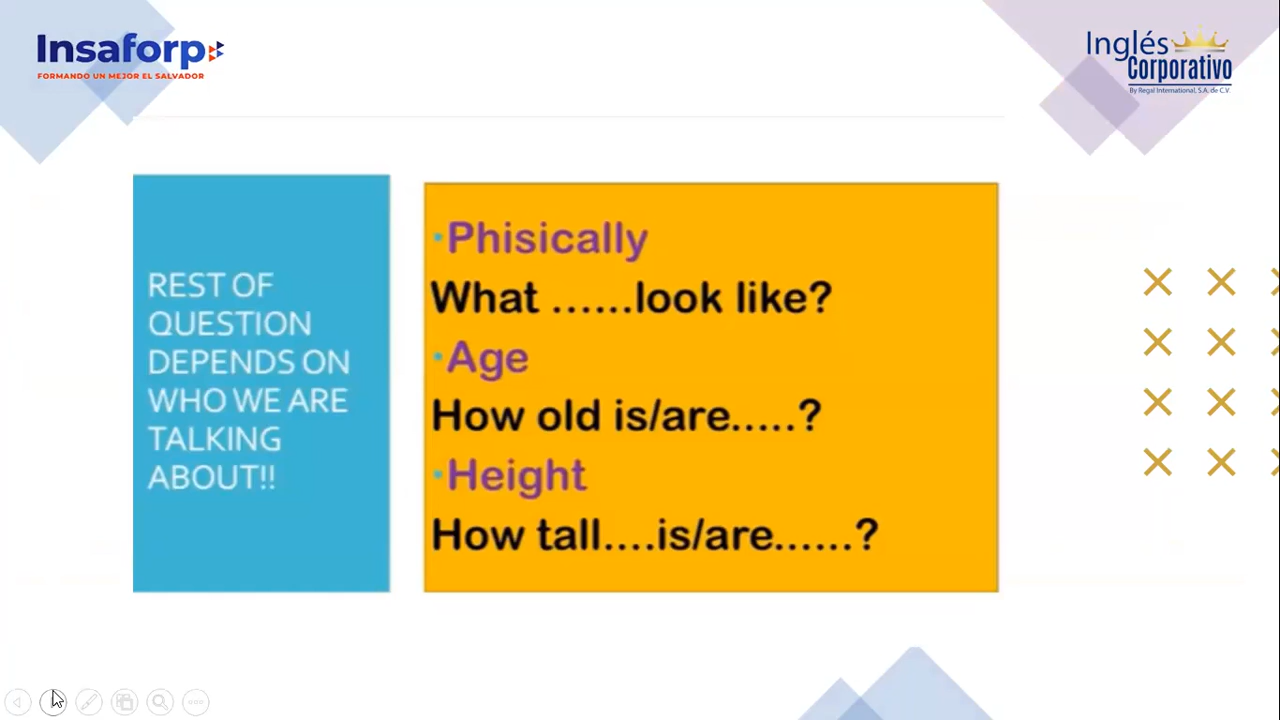 Insaforp
FORMANDO UN MEJOR EL SALVADOR
Inglés
Corporativo
By Regal International, S.A. de C.V.
REST OF
QUESTION
DEPENDS ON
WHO WE ARE
TALKING
ABOUT!!
•Phisically
What ......look like?
•Age
How old is/are.....?
•Height
How tall....is/are......?